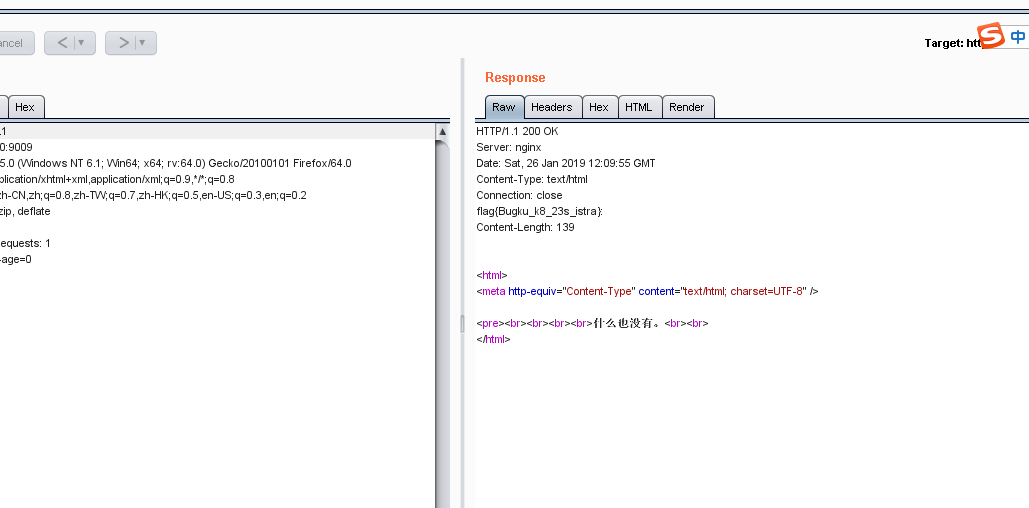 ancel
<
>
Target: htt
S 中
Response
Hex
Raw Headers Hex HTML Render
.1
0:9009
5.0 (Windows NT 6.1; Win64; x64; rv:64.0) Gecko/20100101 Firefox/64.0
plication/xhtml+xml,application/xml;q=0.9,*/*;q=0.8
zh-CN,zh;q=0.8,zh-TW;q=0.7,zh-HK;q=0.5,en-US;q=0.3,en;q=0.2
zip, deflate
equests: 1
-age=0
HTTP/1.1 200 OK
Server: nginx
Date: Sat, 26 Jan 2019 12:09:55 GMT
Content-Type: text/html
Connection: close
flag{Bugku_k8_23s_istra}:
Content-Length: 139
<html>
<meta http-equiv="Content-Type" content="text/html; charset=UTF-8" />
<pre><br><br><br><br>什么也没有。<br><br>
</html>